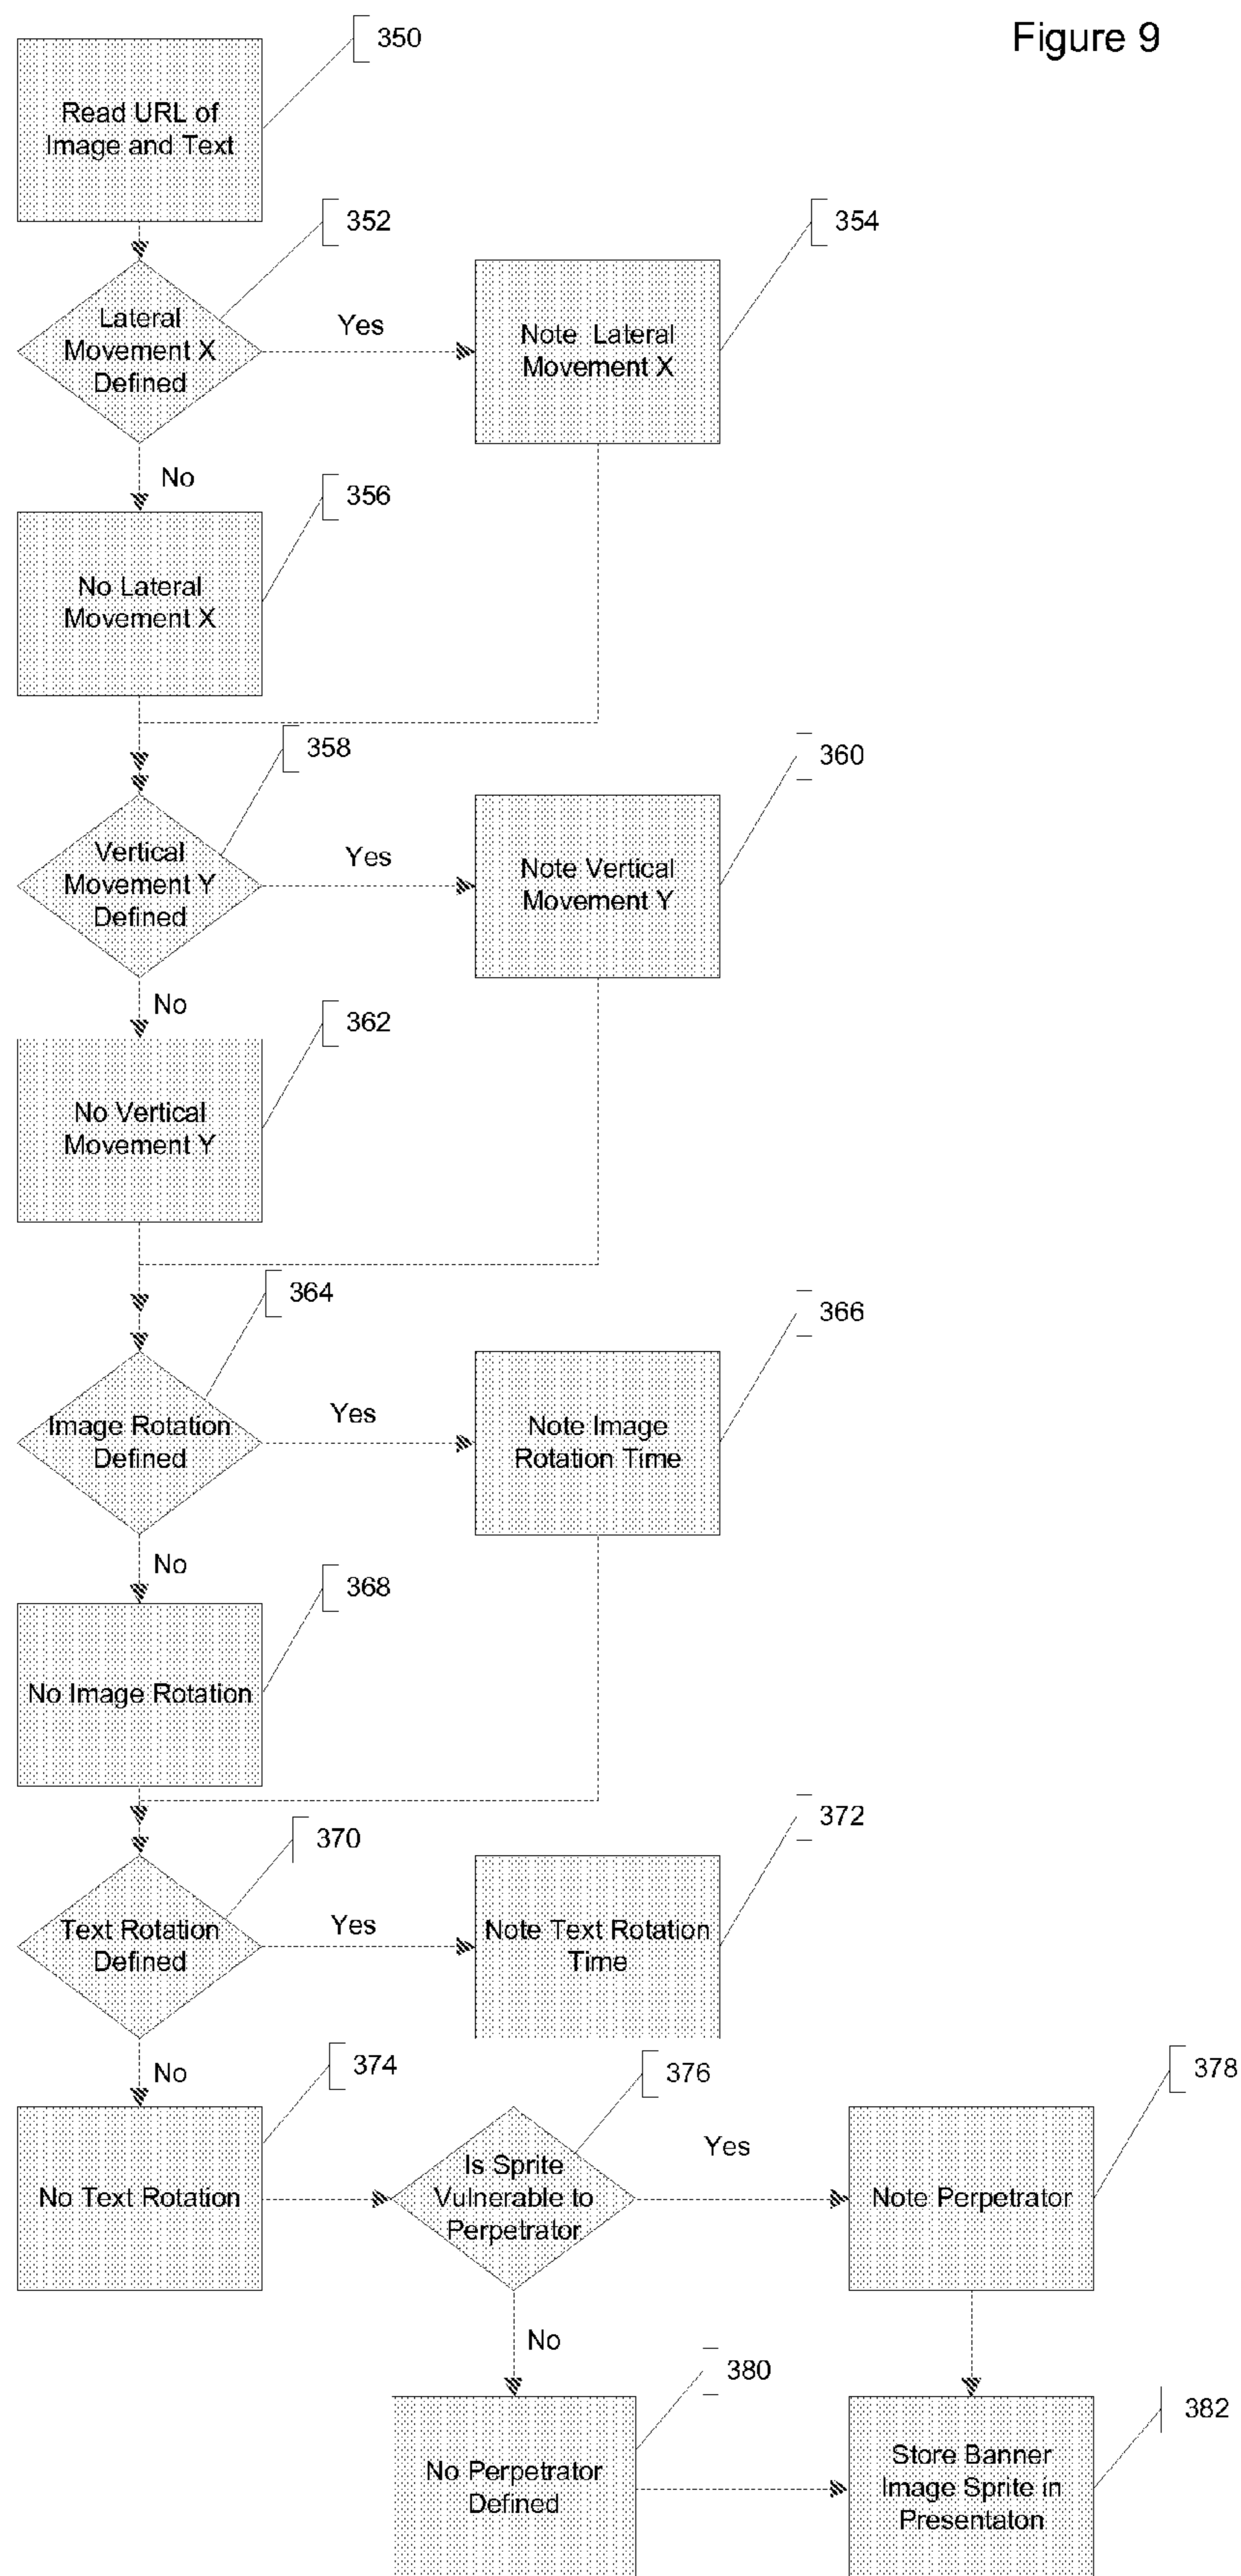 Figure 9
350
Read URL of
Image and Text
352
354
Lateral
Movement X
Defined
Yes
Note Lateral
Movement X
No
356
No Lateral
Movement X
358
360
Vertical
Movement Y
Defined
Yes
Note Vertical
Movement Y
No
362
No Vertical
Movement Y
364
366
Image Rotation
Defined
Yes
Note Image
Rotation Time
No
368
No Image Rotation
370
372
Text Rotation
Defined
Yes
Note Text Rotation
Time
No
374
376
378
No Text Rotation
Is Sprite
Vulnerable to
Perpetrator
Yes
Note Perpetrator
No
380
382
No Perpetrator
Defined
Store Banner
Image Sprite in
Presentaton